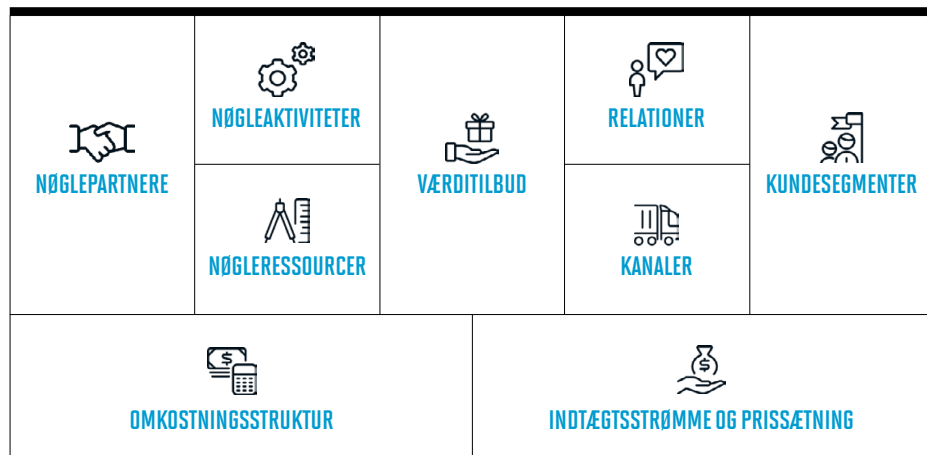 NØGLEPARTNERE
NØGLEAKTIVITETER
NØGLERESSOURCER
VÆRDITILBUD
RELATIONER
KANALER
KUNDESEGMENTER
OMKOSTNINGSSTRUKTUR
INDTÆGTSSTRØMME OG PRISSÆTNING